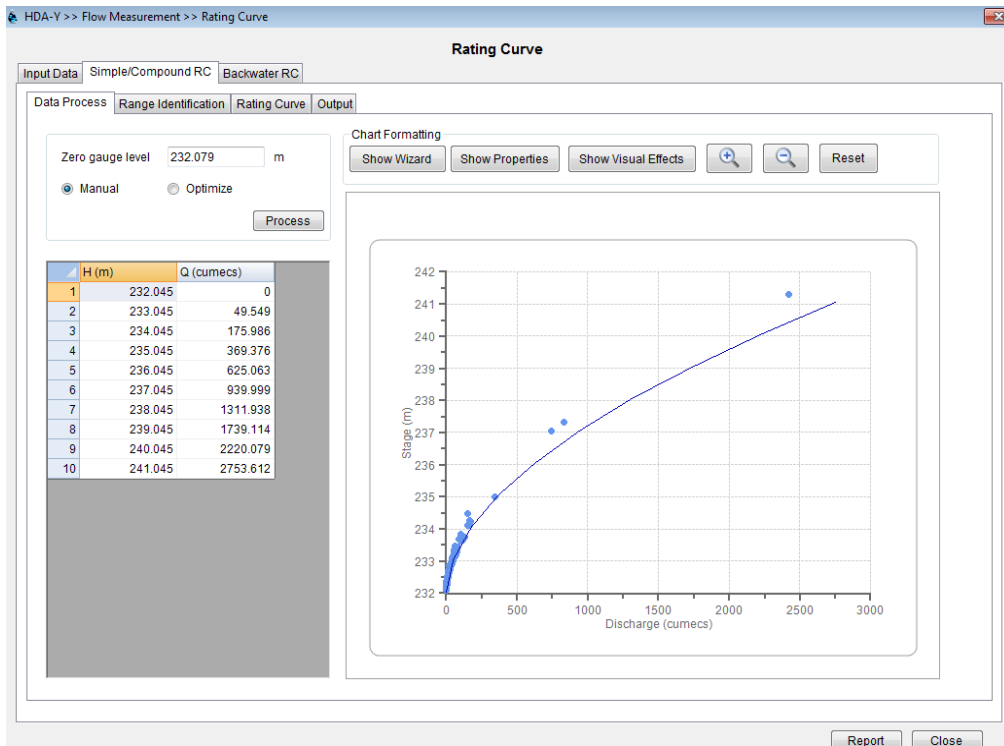 HDA-Y >> Flow Measurement >> Rating Curve
Rating Curve
Input Data Simple/Compound RC Backwater RC
Data Process Range Identification Rating Curve Output
Zero gauge level 232.079 m
Manual Optimize
Process
Chart Formatting
Show Wizard Show Properties Show Visual Effects Reset
H (m) Q (cumecs)
1 232.045 0
2 233.045 49.549
3 234.045 175.986
4 235.045 369.376
5 236.045 625.063
6 237.045 939.999
7 238.045 1311.938
8 239.045 1739.114
9 240.045 2220.079
10 241.045 2753.612
Stage (m)
242
241
240
239
238
237
236
235
234
233
232
0 500 1000 1500 2000 2500 3000
Discharge (cumecs)
Report Close